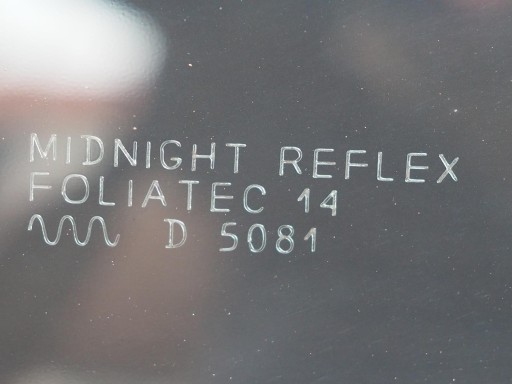 MIDNIGHT REFLEX
FOLIATEC 14
D 5081